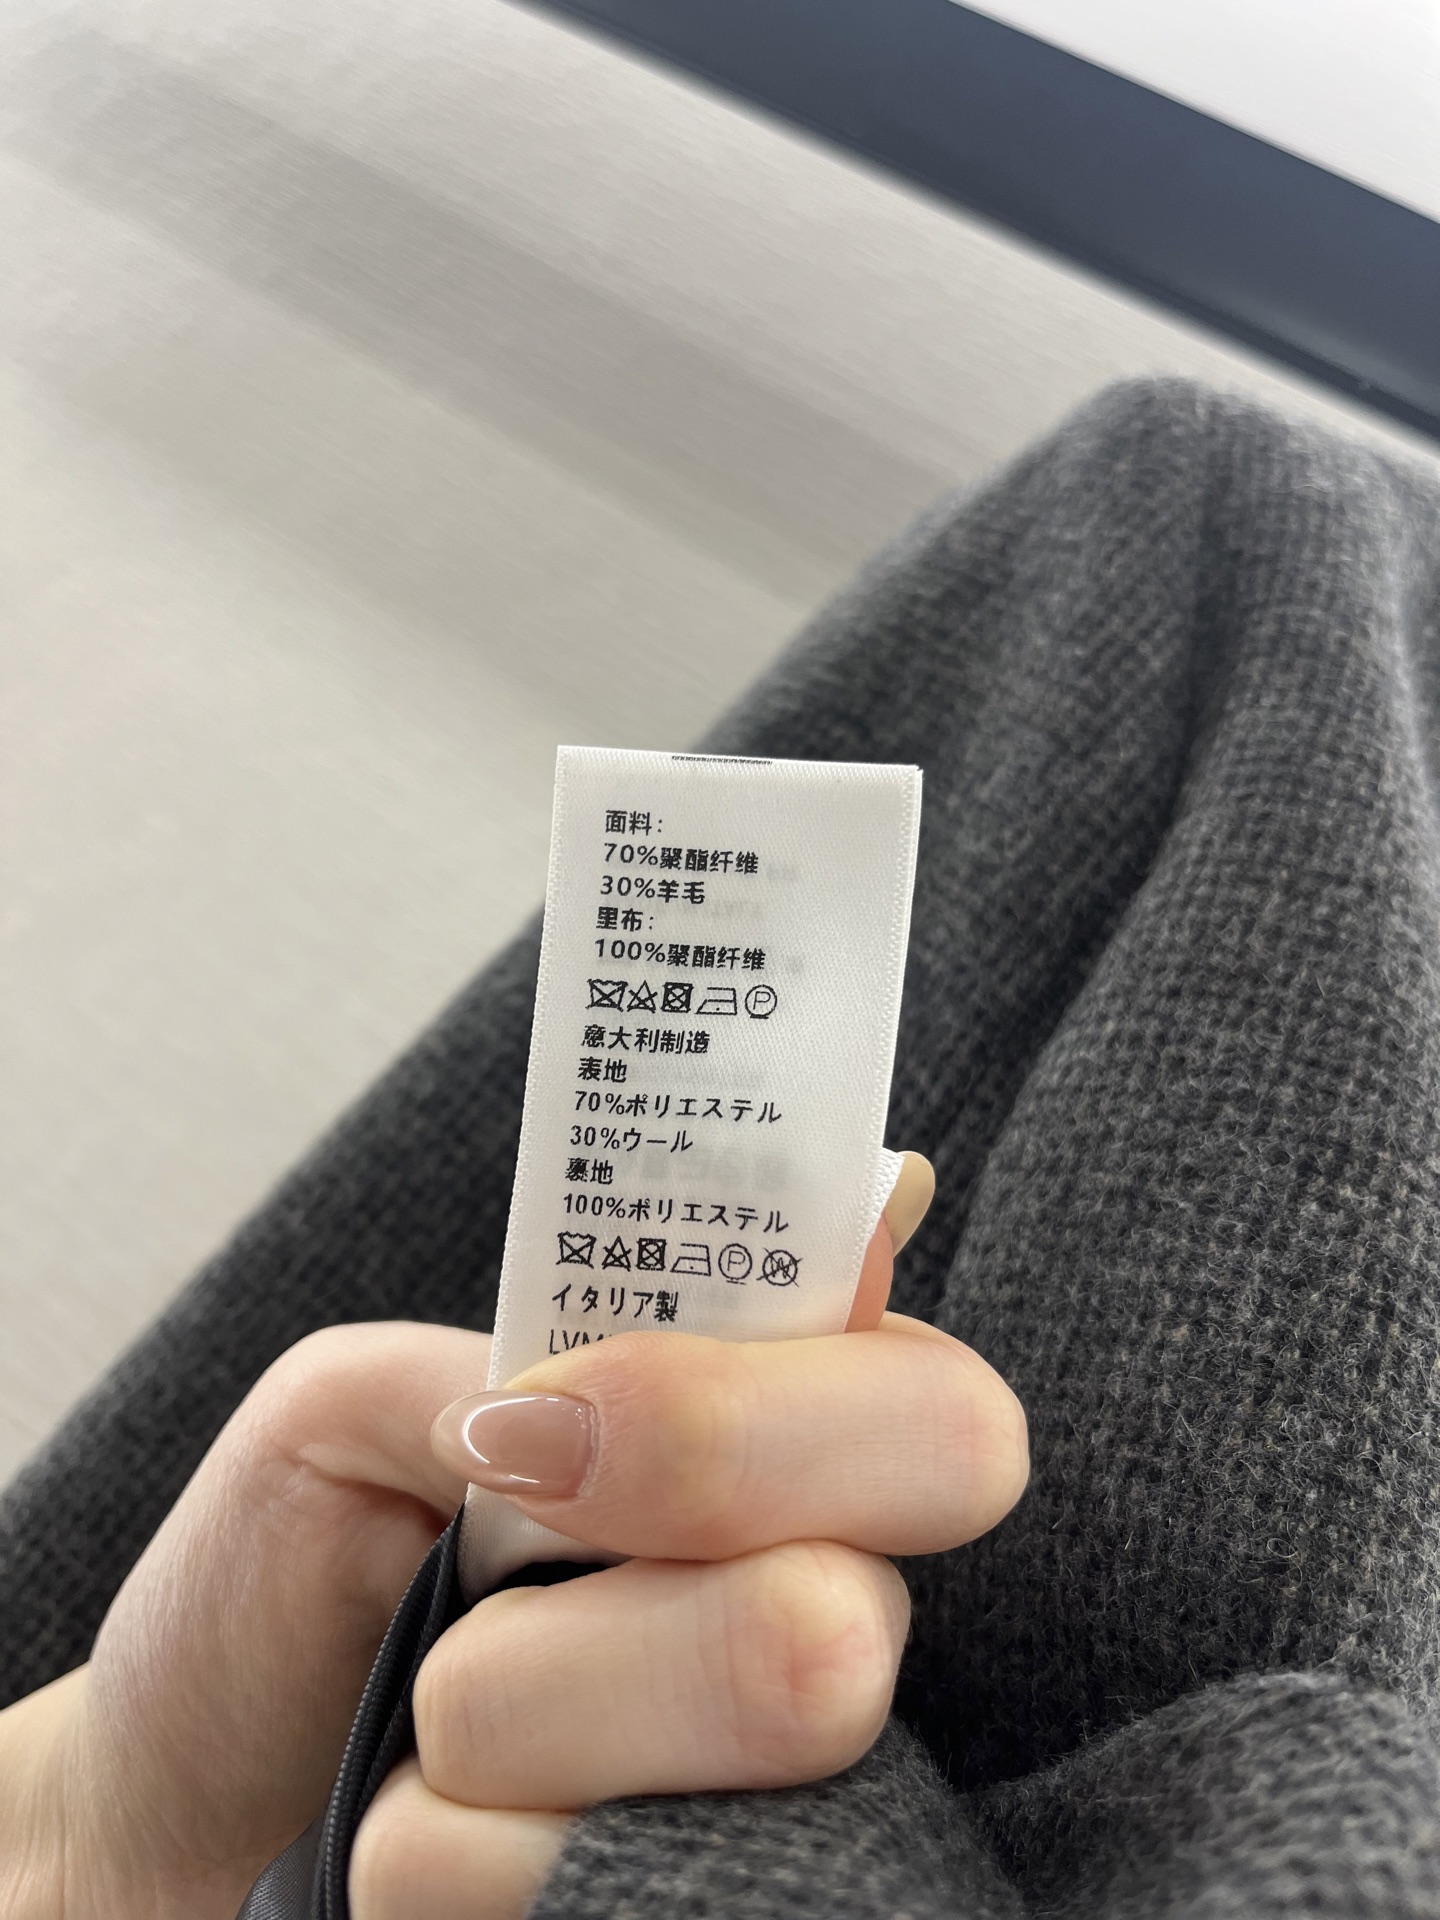 面料:
70%聚酯纤维
30%羊毛
里布:
100%聚酯纤维
P
意大利制造
表地
70%ポリエステル
30%ウール
裏地
100%ポリエステル
P W
イタリア製